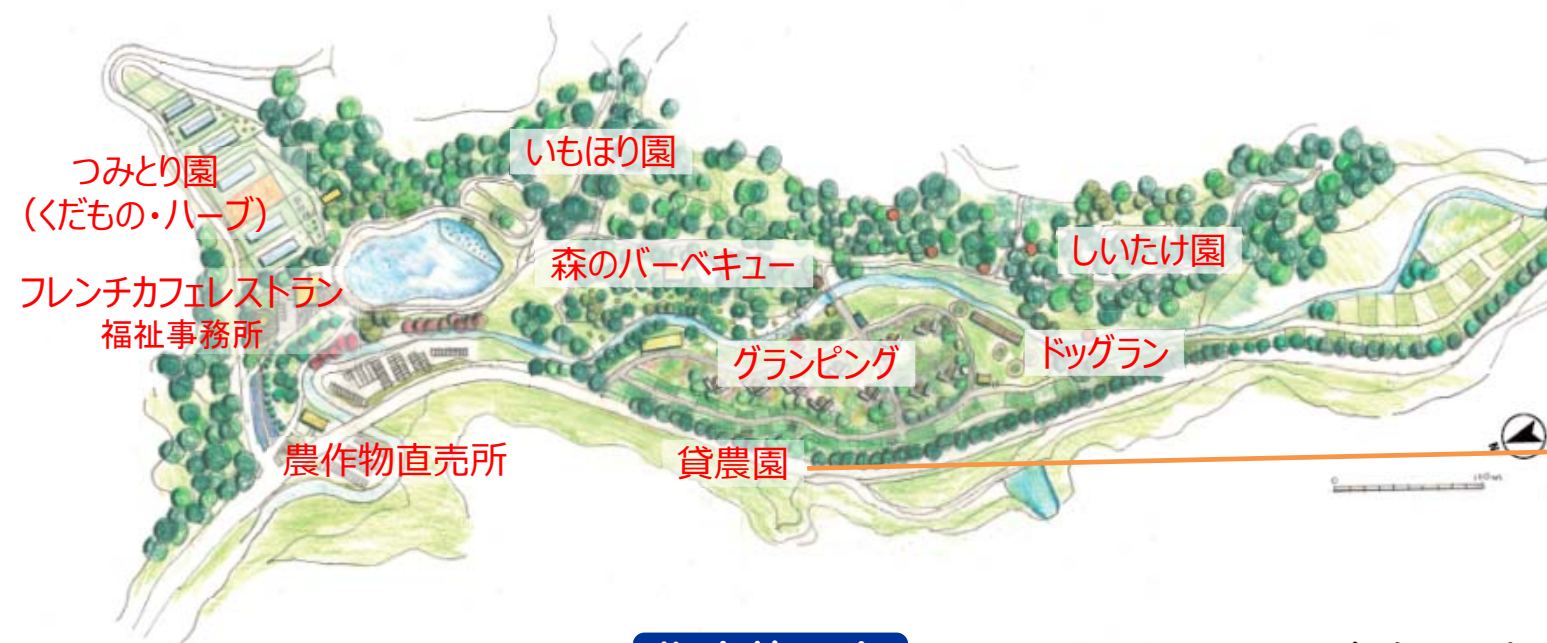 いもほり園
つみとり園
（くだもの・ハーブ）
森のバーベキュー
しいたけ園
フレンチカフェレストラン
福祉事務所
グランピング
ドッグラン
農作物直売所
貸農園
N
0
100m